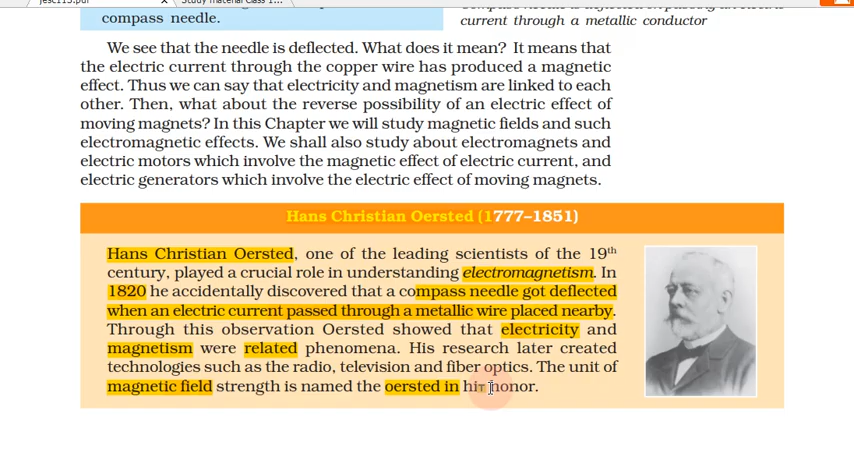 jesc113.pdf
Study material Class 1
compass needle.
current through a metallic conductor
We see that the needle is deflected. What does it mean? It means that
the electric current through the copper wire has produced a magnetic
effect. Thus we can say that electricity and magnetism are linked to each
other. Then, what about the reverse possibility of an electric effect of
moving magnets? In this Chapter we will study magnetic fields and such
electromagnetic effects. We shall also study about electromagnets and
electric motors which involve the magnetic effect of electric current, and
electric generators which involve the electric effect of moving magnets.
Hans Christian Oersted (1777–1851)
Hans Christian Oersted, one of the leading scientists of the 19th
century, played a crucial role in understanding electromagnetism. In
1820 he accidentally discovered that a compass needle got deflected
when an electric current passed through a metallic wire placed nearby.
Through this observation Oersted showed that electricity and
magnetism were related phenomena. His research later created
technologies such as the radio, television and fiber optics. The unit of
magnetic field strength is named the oersted in his honor.